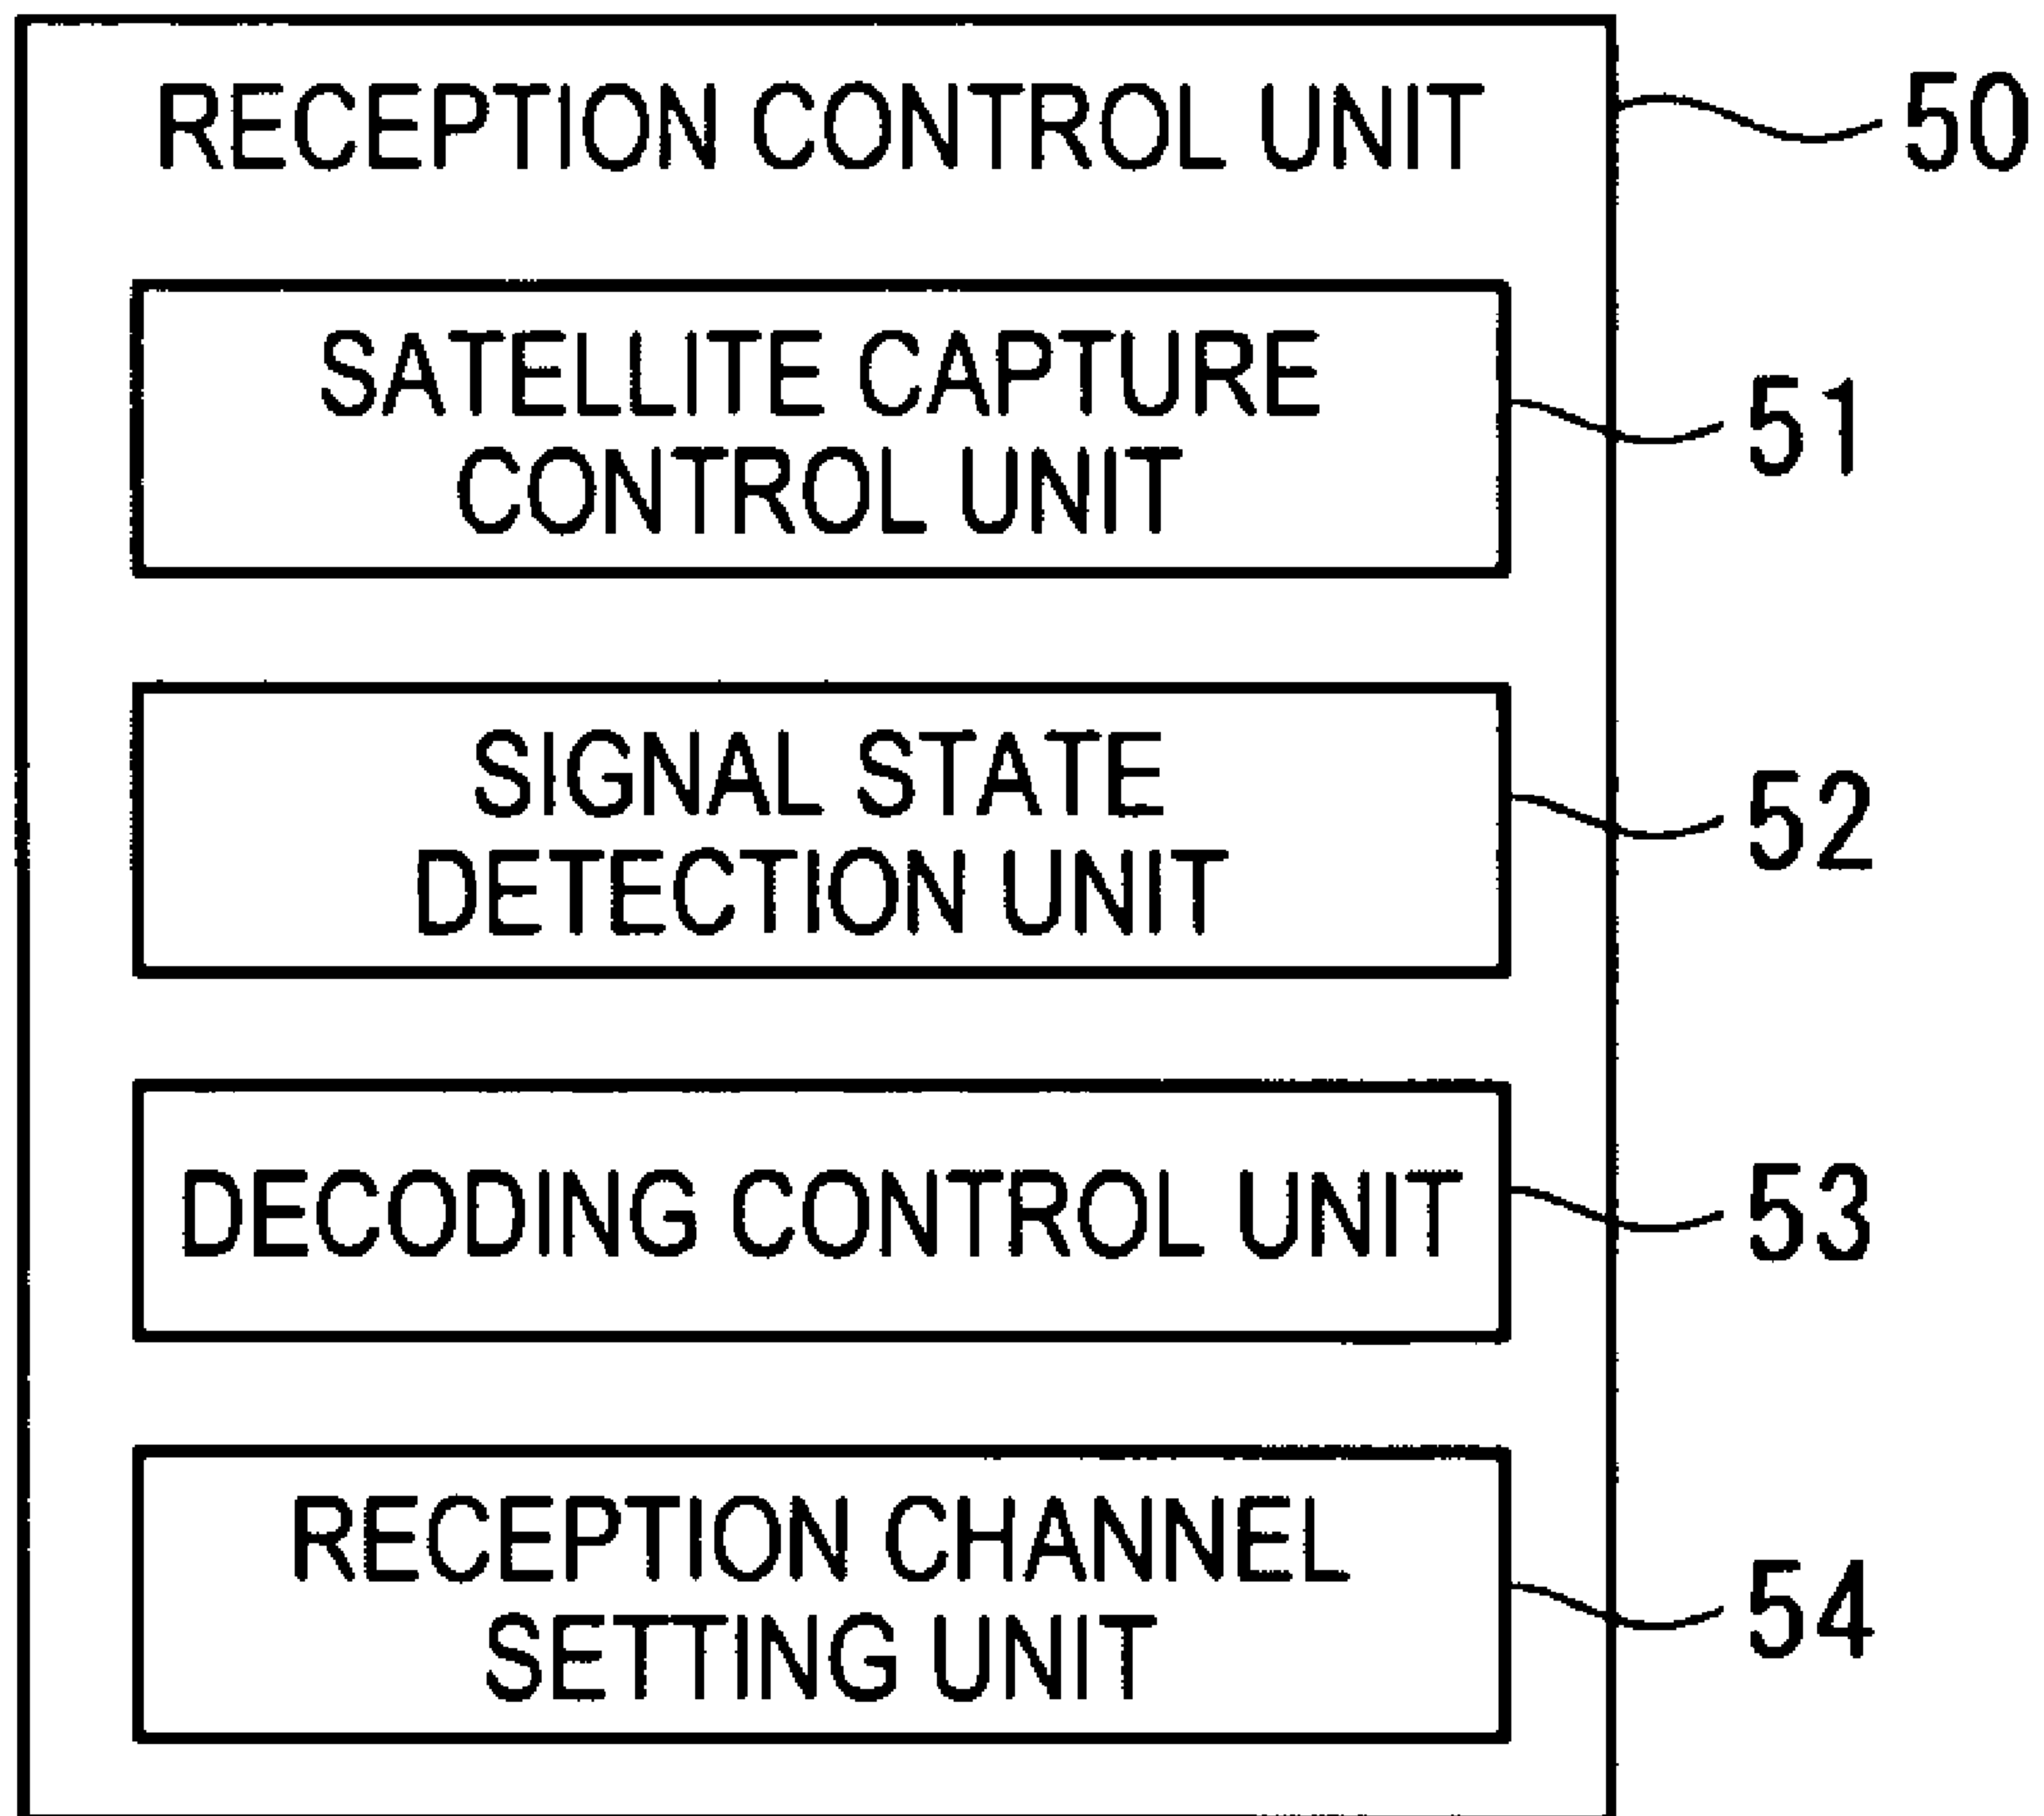 RECEPTION CONTROL UNIT
50
SATELLITE CAPTURE
CONTROL UNIT
51
SIGNAL STATE
DETECTION UNIT
52
DECODING CONTROL UNIT
53
RECEPTION CHANNEL
SETTING UNIT
54